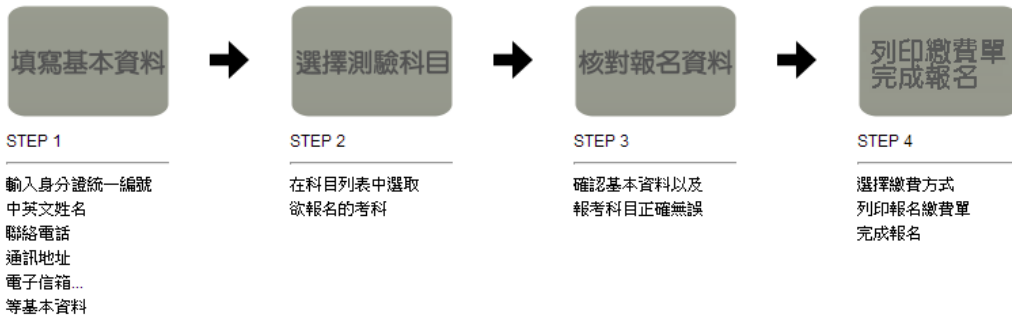 填寫基本資料
STEP 1
輸入身分證統一編號
中英文姓名
聯絡電話
通訊地址
電子信箱...
等基本資料
選擇測驗科目
STEP 2
在科目列表中選取
欲報名的考科
核對報名資料
STEP 3
確認基本資料以及
報考科目正確無誤
列印繳費單
完成報名
STEP 4
選擇繳費方式
列印報名繳費單
完成報名